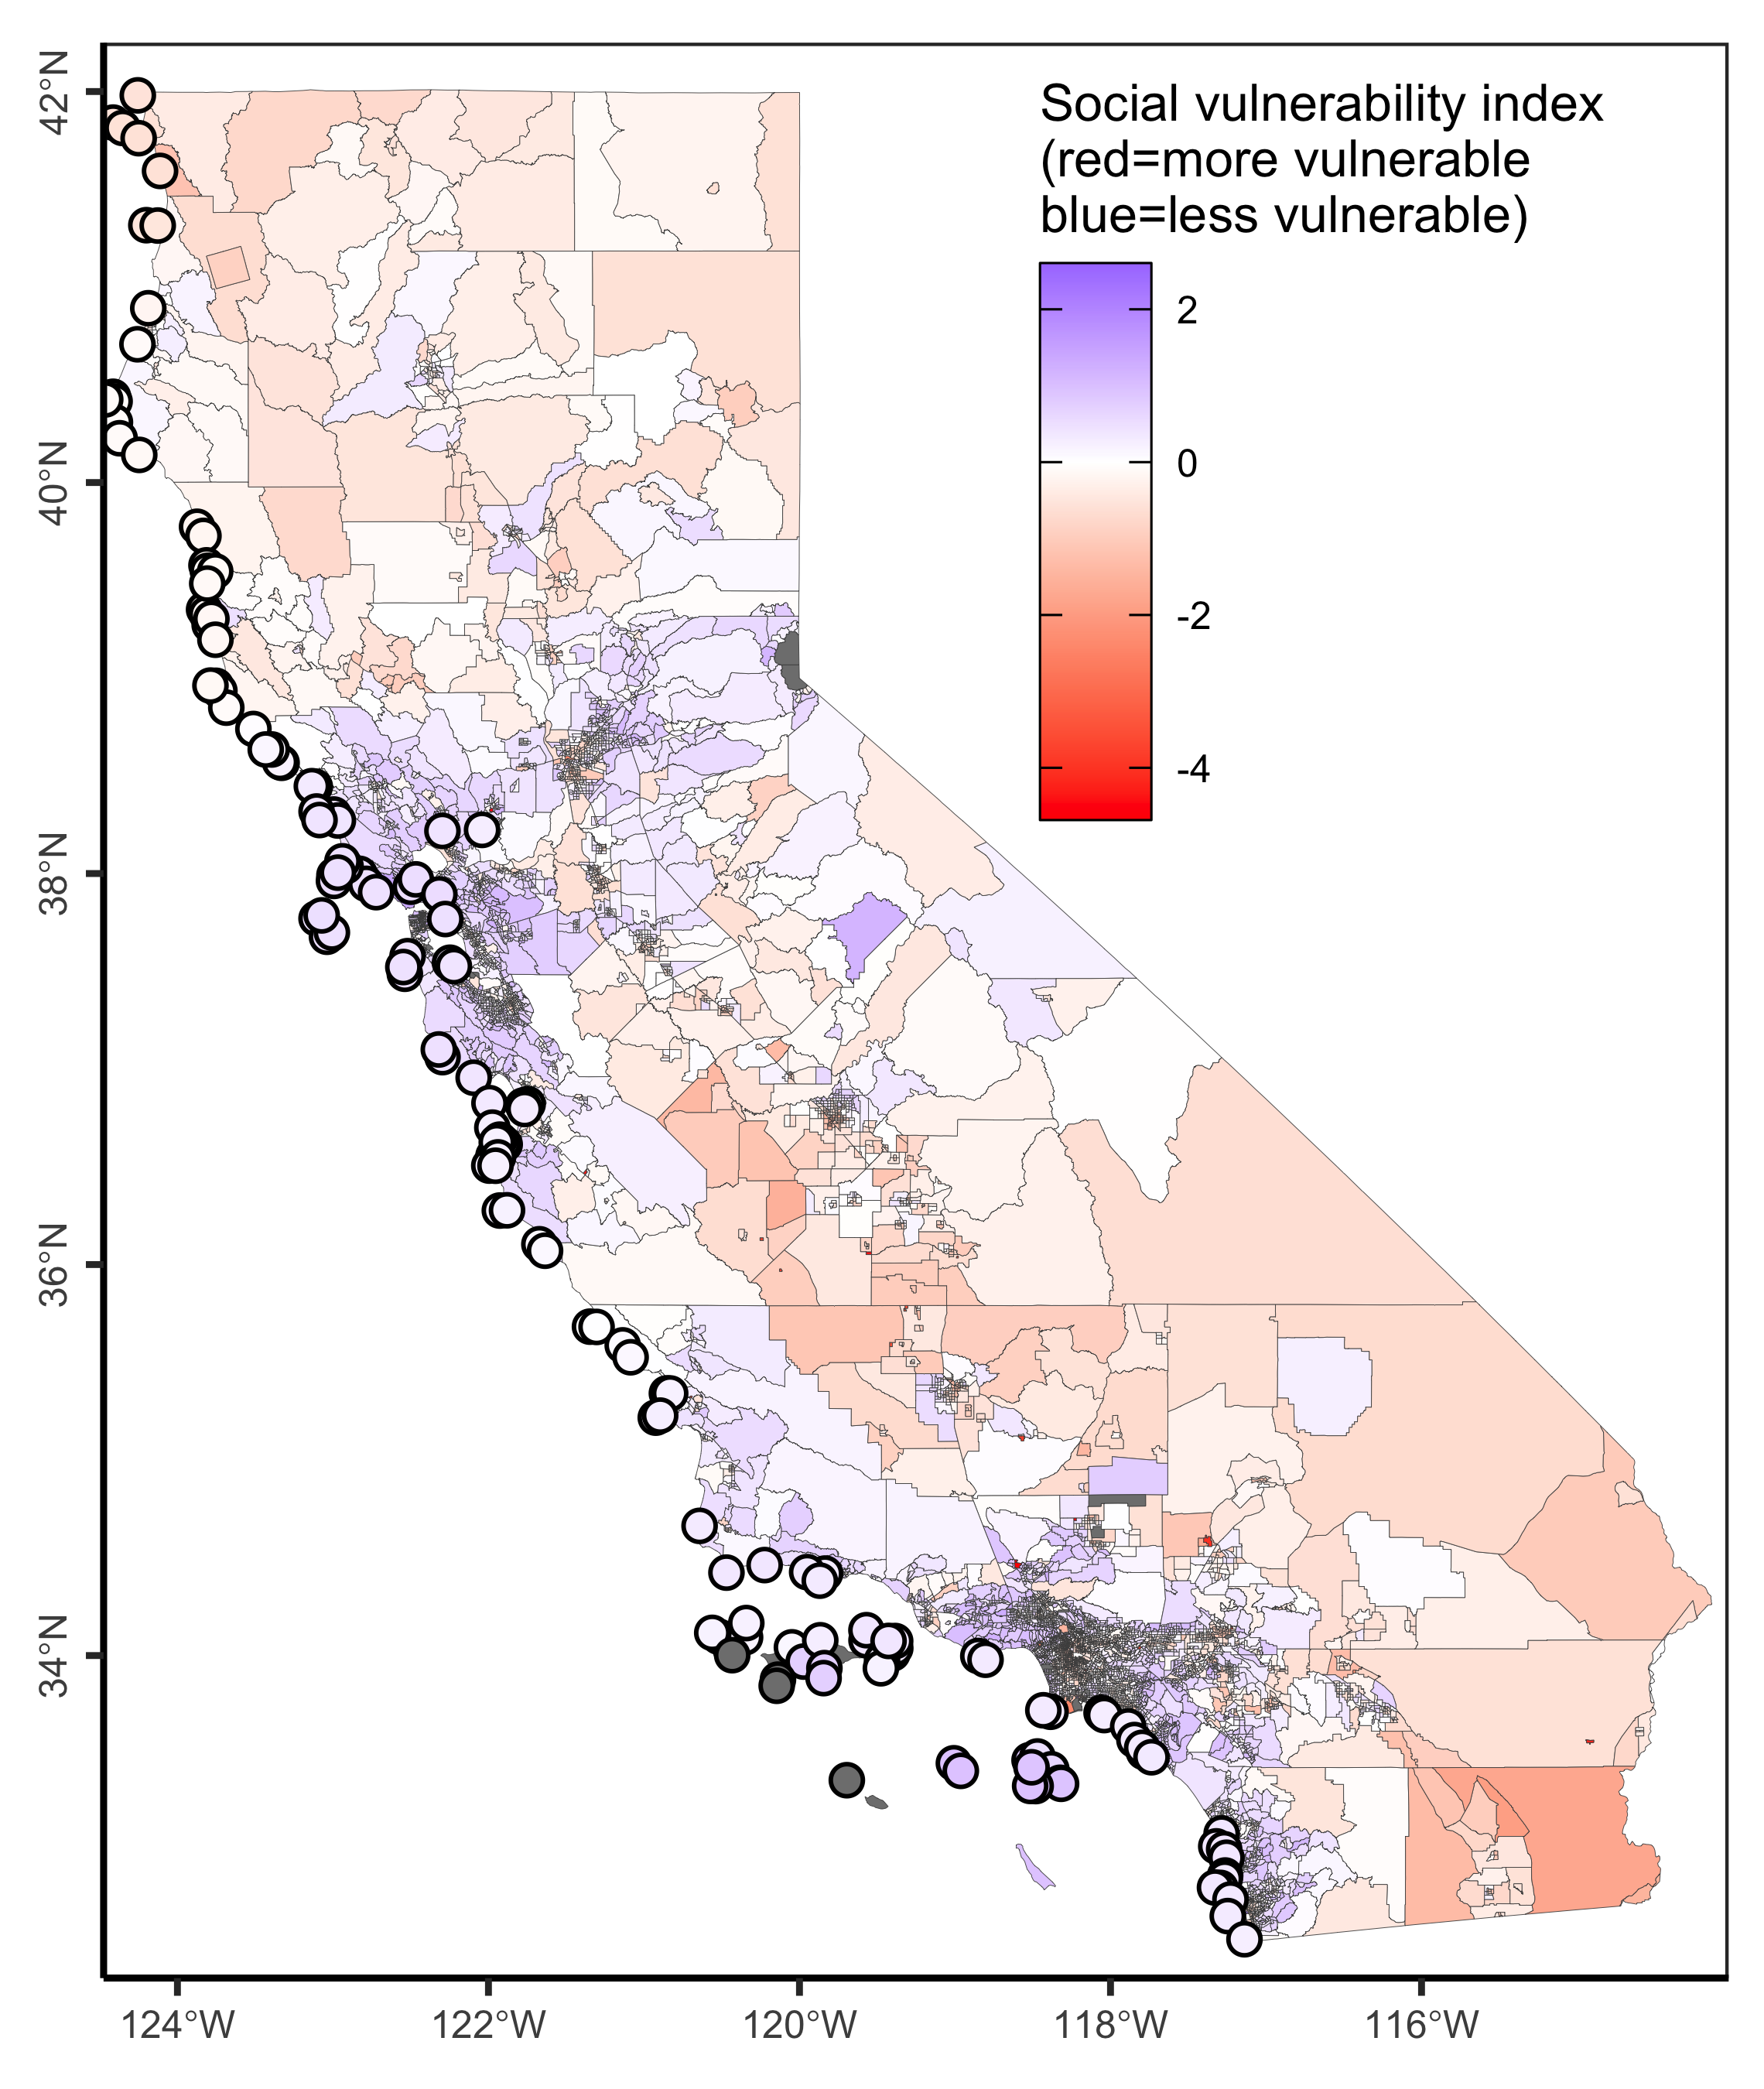 Social vulnerability index
(red=more vulnerable
blue=less vulnerable)
2
0
-2
-4
42°N
40°N
38°N
36°N
34°N
124°W
122°W
120°W
118°W
116°W